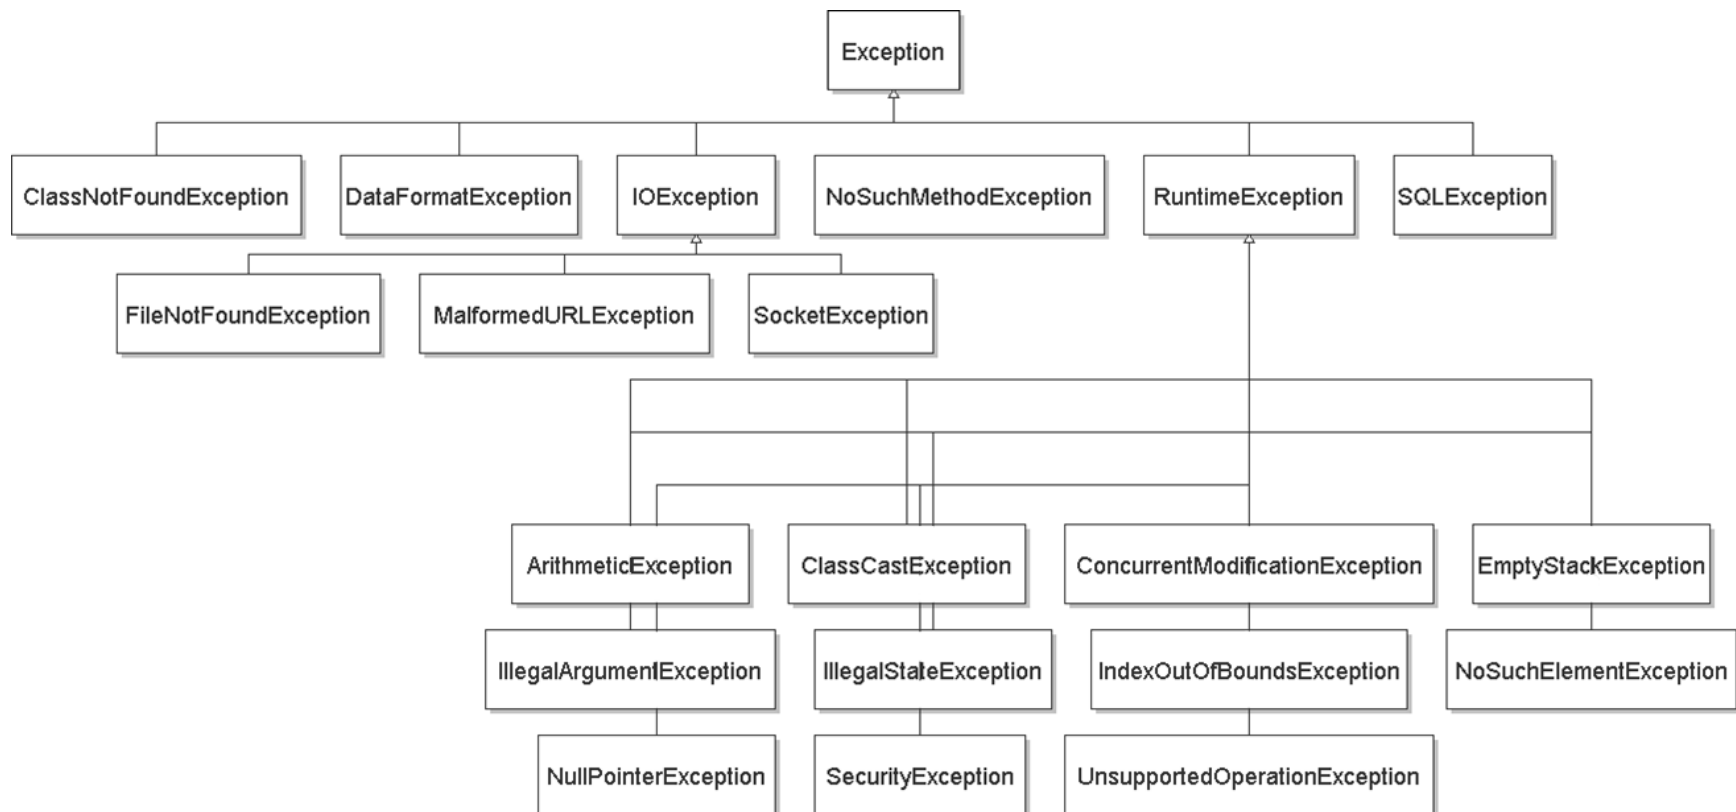 Exception
ClassNotFoundException
DataFormatException
IOException
NoSuchMethodException
RuntimeException
SQLException
FileNotFoundException
MalformedURLException
SocketException
ArithmeticException
ClassCastException
ConcurrentModificationException
EmptyStackException
IllegalArgumentException
IllegalStateException
IndexOutOfBoundsException
NoSuchElementException
NullPointerException
SecurityException
UnsupportedOperationException